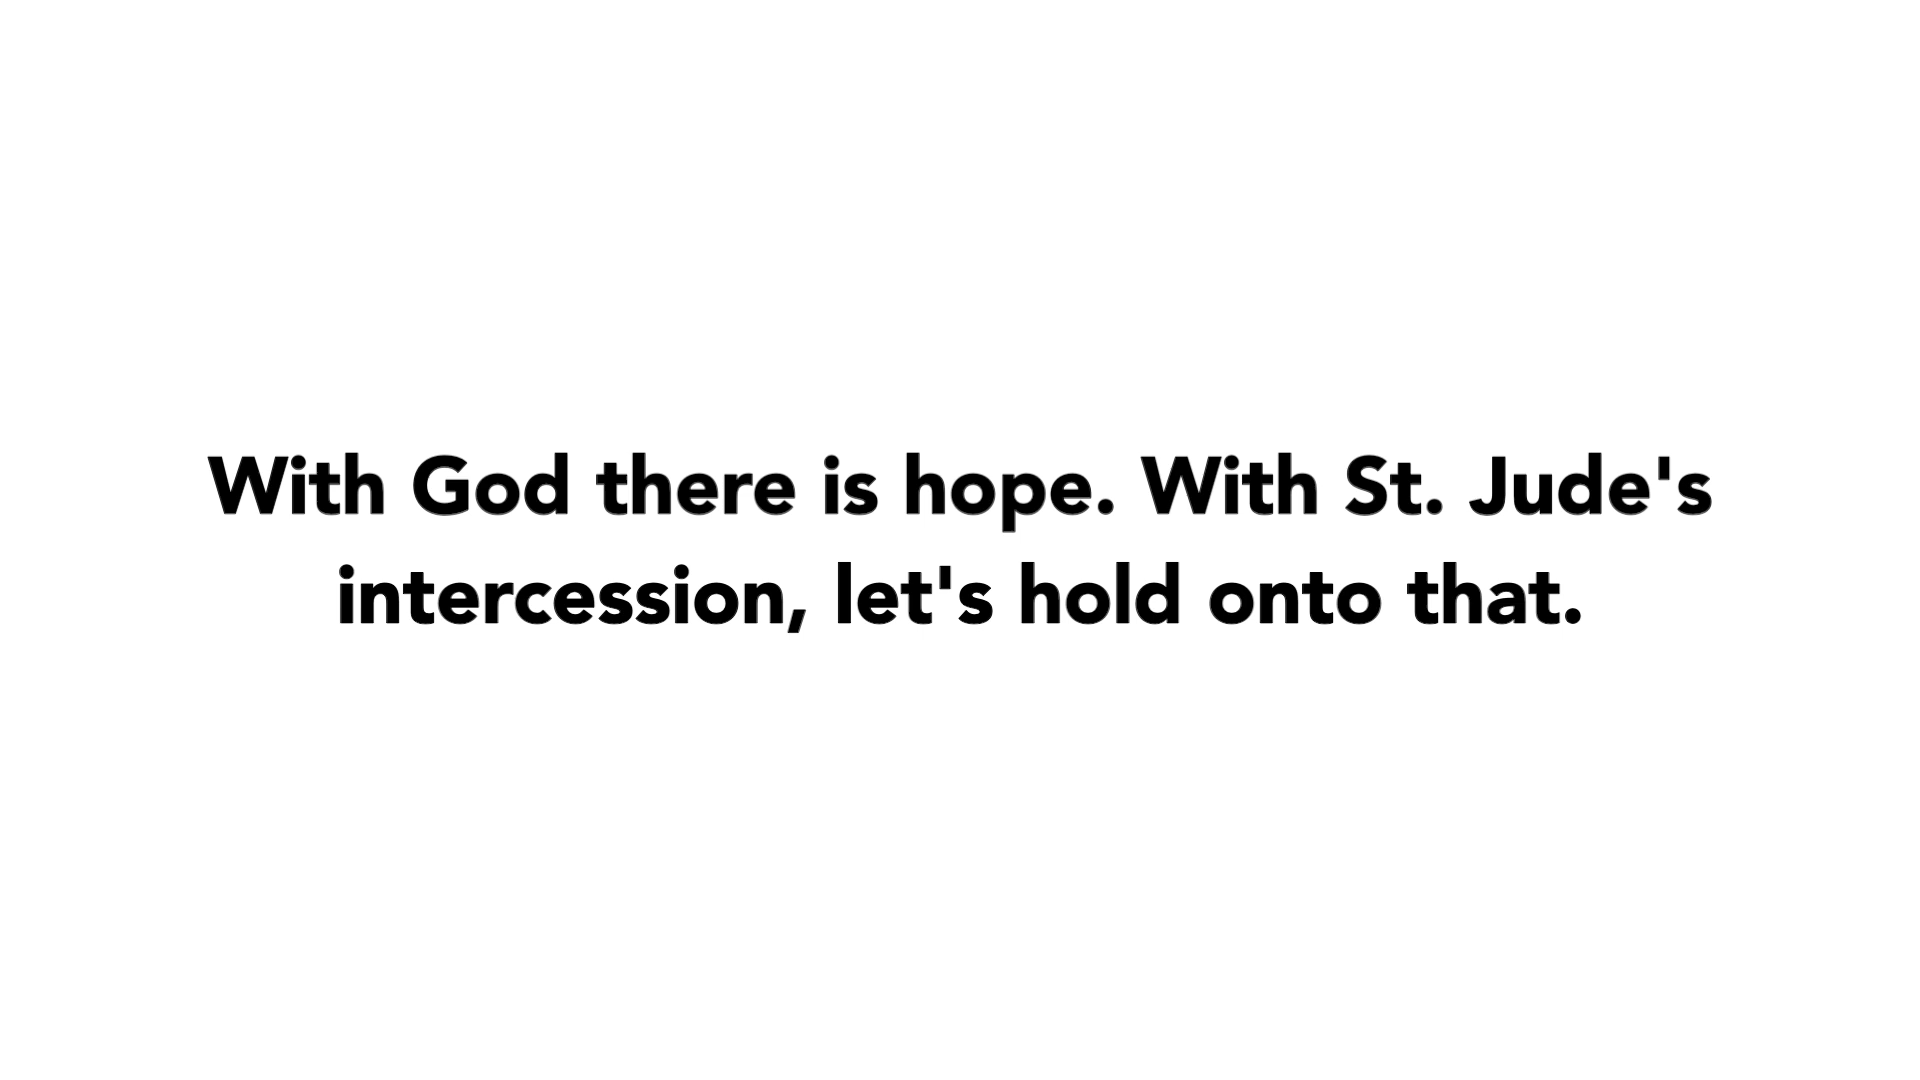 With God there is hope. With St. Jude's
intercession, let's hold onto that.